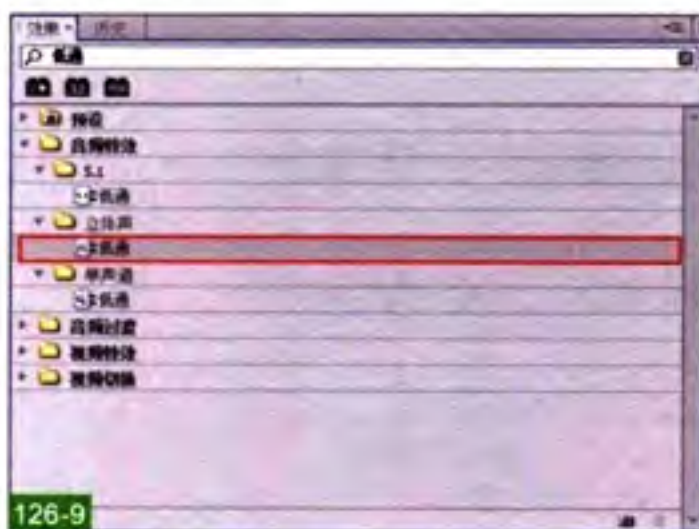 效果 历史
低通
预设
音频特效
5.1
低通
立体声
低通
单声道
低通
音频过渡
视频特效
视频切换
126-9